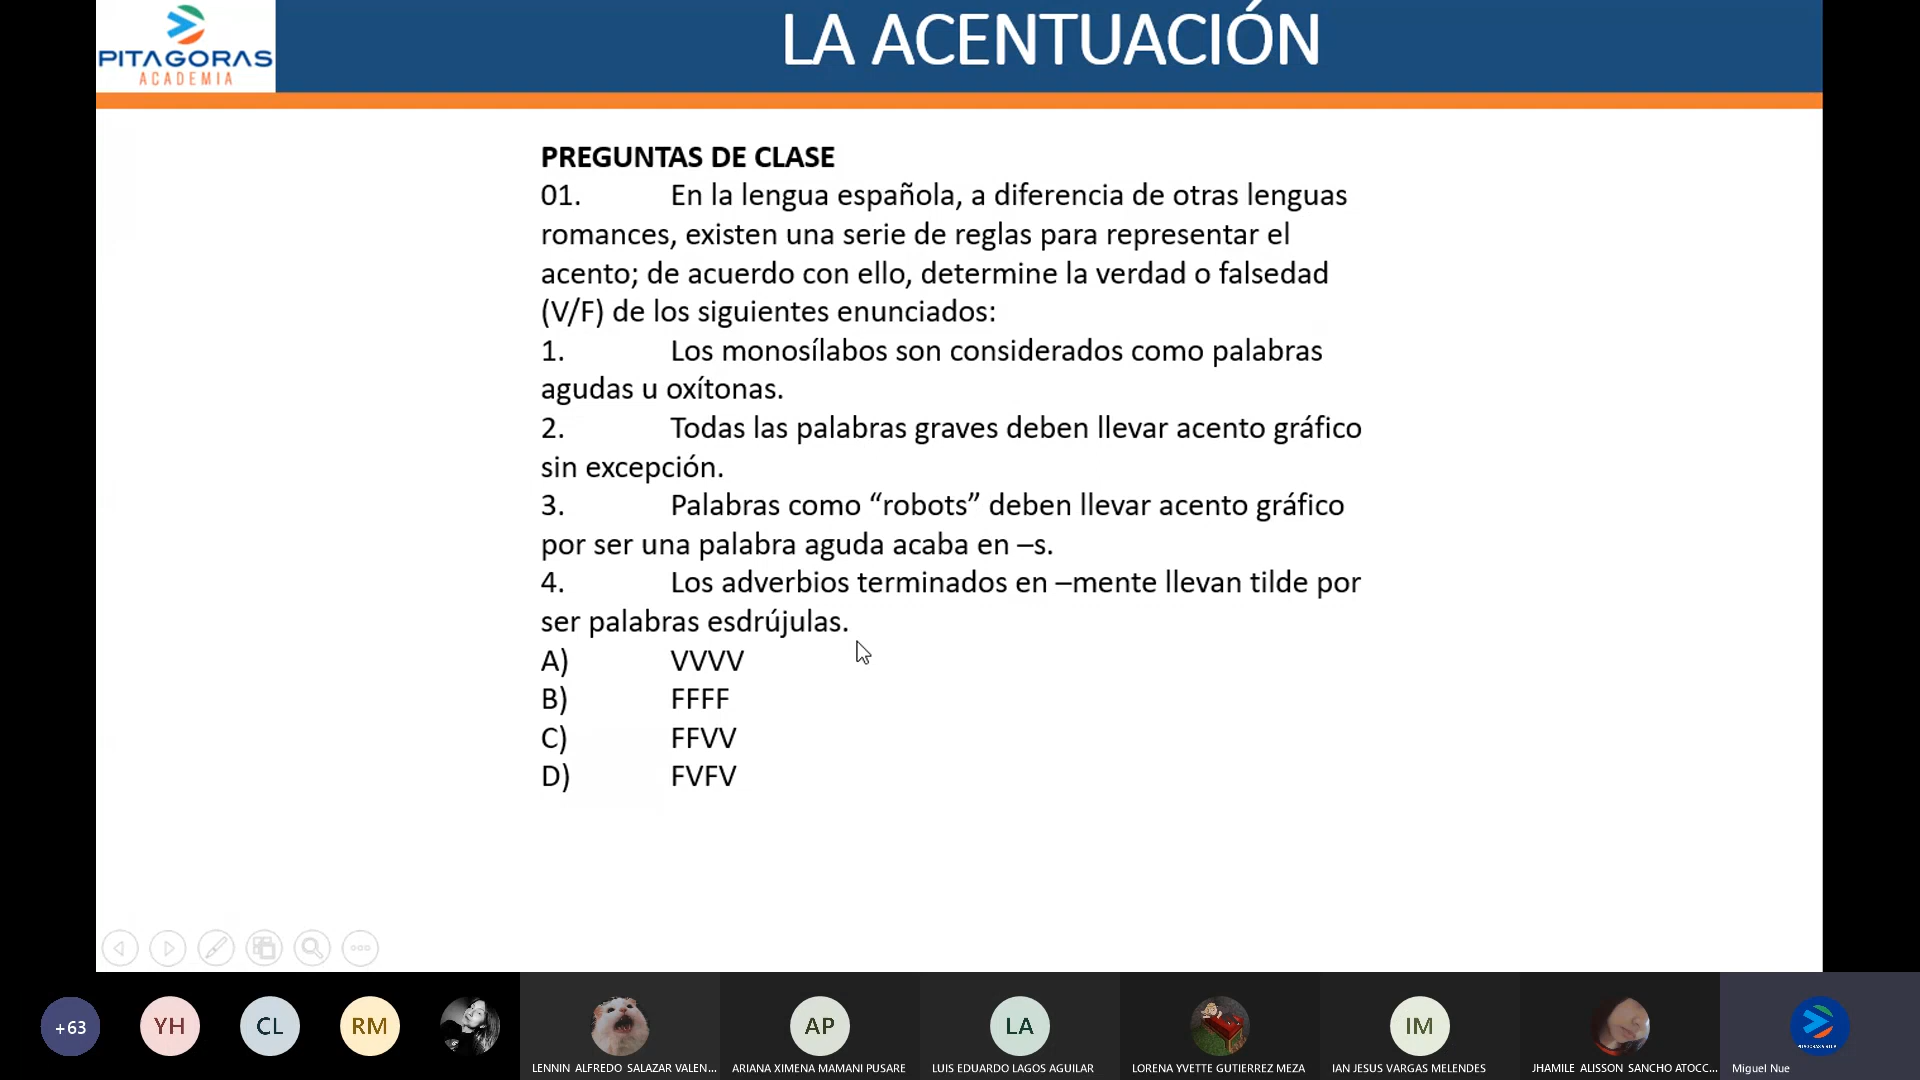 PITAGORAS
ACADEMIA
LA ACENTUACIÓN
PREGUNTAS DE CLASE
01. En la lengua española, a diferencia de otras lenguas
romances, existen una serie de reglas para representar el
acento; de acuerdo con ello, determine la verdad o falsedad
(V/F) de los siguientes enunciados:
1. Los monosílabos son considerados como palabras
agudas u oxítonas.
2. Todas las palabras graves deben llevar acento gráfico
sin excepción.
3. Palabras como “robots” deben llevar acento gráfico
por ser una palabra aguda acaba en –s.
4. Los adverbios terminados en –mente llevan tilde por
ser palabras esdrújulas.
A) VVVV
B) FFFF
C) FFVV
D) FVFV
+63
YH
CL
RM
AP
LA
IM
LENNIN ALFREDO SALAZAR VALEN...
ARIANA XIMENA MAMANI PUSARE
LUIS EDUARDO LAGOS AGUILAR
LORENA YVETTE GUTIERREZ MEZA
IAN JESUS VARGAS MELENDES
JHAMILE ALISSON SANCHO ATOCC...
Miguel Nue